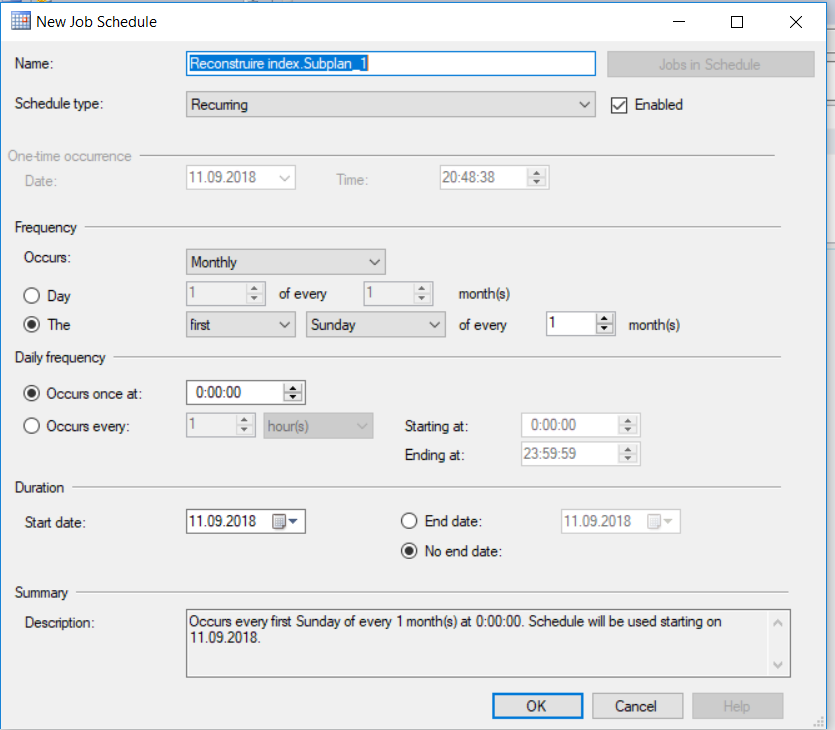 New Job Schedule
Name: Reconstruire index.Subplan_1 Jobs in Schedule
Schedule type: Recurring Enabled
One-time occurrence
Date: 11.09.2018 Time: 20:48:38
Frequency
Occurs: Monthly
Day 1 of every 1 month(s)
The first Sunday of every 1 month(s)
Daily frequency
Occurs once at: 0:00:00
Occurs every: 1 hour(s) Starting at: 0:00:00
Ending at: 23:59:59
Duration
Start date: 11.09.2018 End date: 11.09.2018
No end date:
Summary
Description: Occurs every first Sunday of every 1 month(s) at 0:00:00. Schedule will be used starting on
11.09.2018.
OK Cancel Help